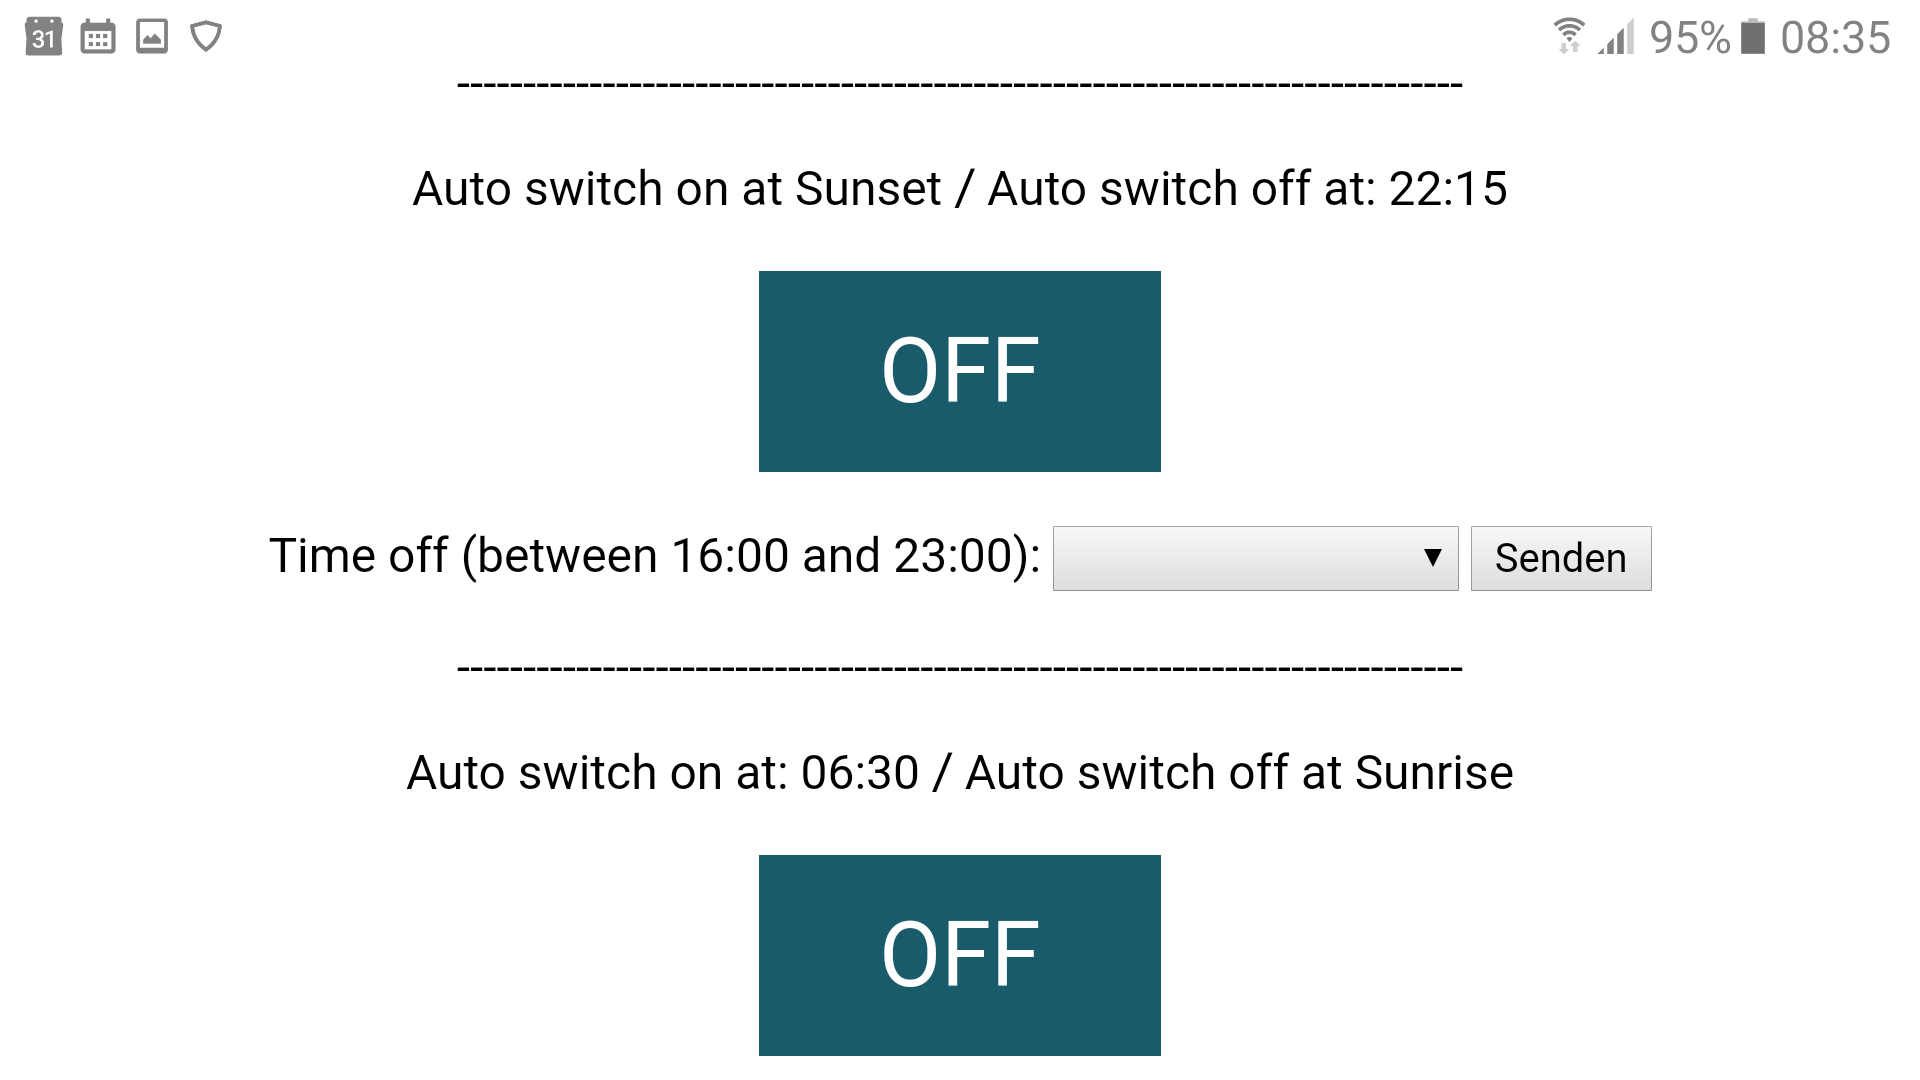 31 95% 08:35
----------------------------------------------------------------------------
Auto switch on at Sunset / Auto switch off at: 22:15
OFF
Time off (between 16:00 and 23:00): Senden
----------------------------------------------------------------------------
Auto switch on at: 06:30 / Auto switch off at Sunrise
OFF